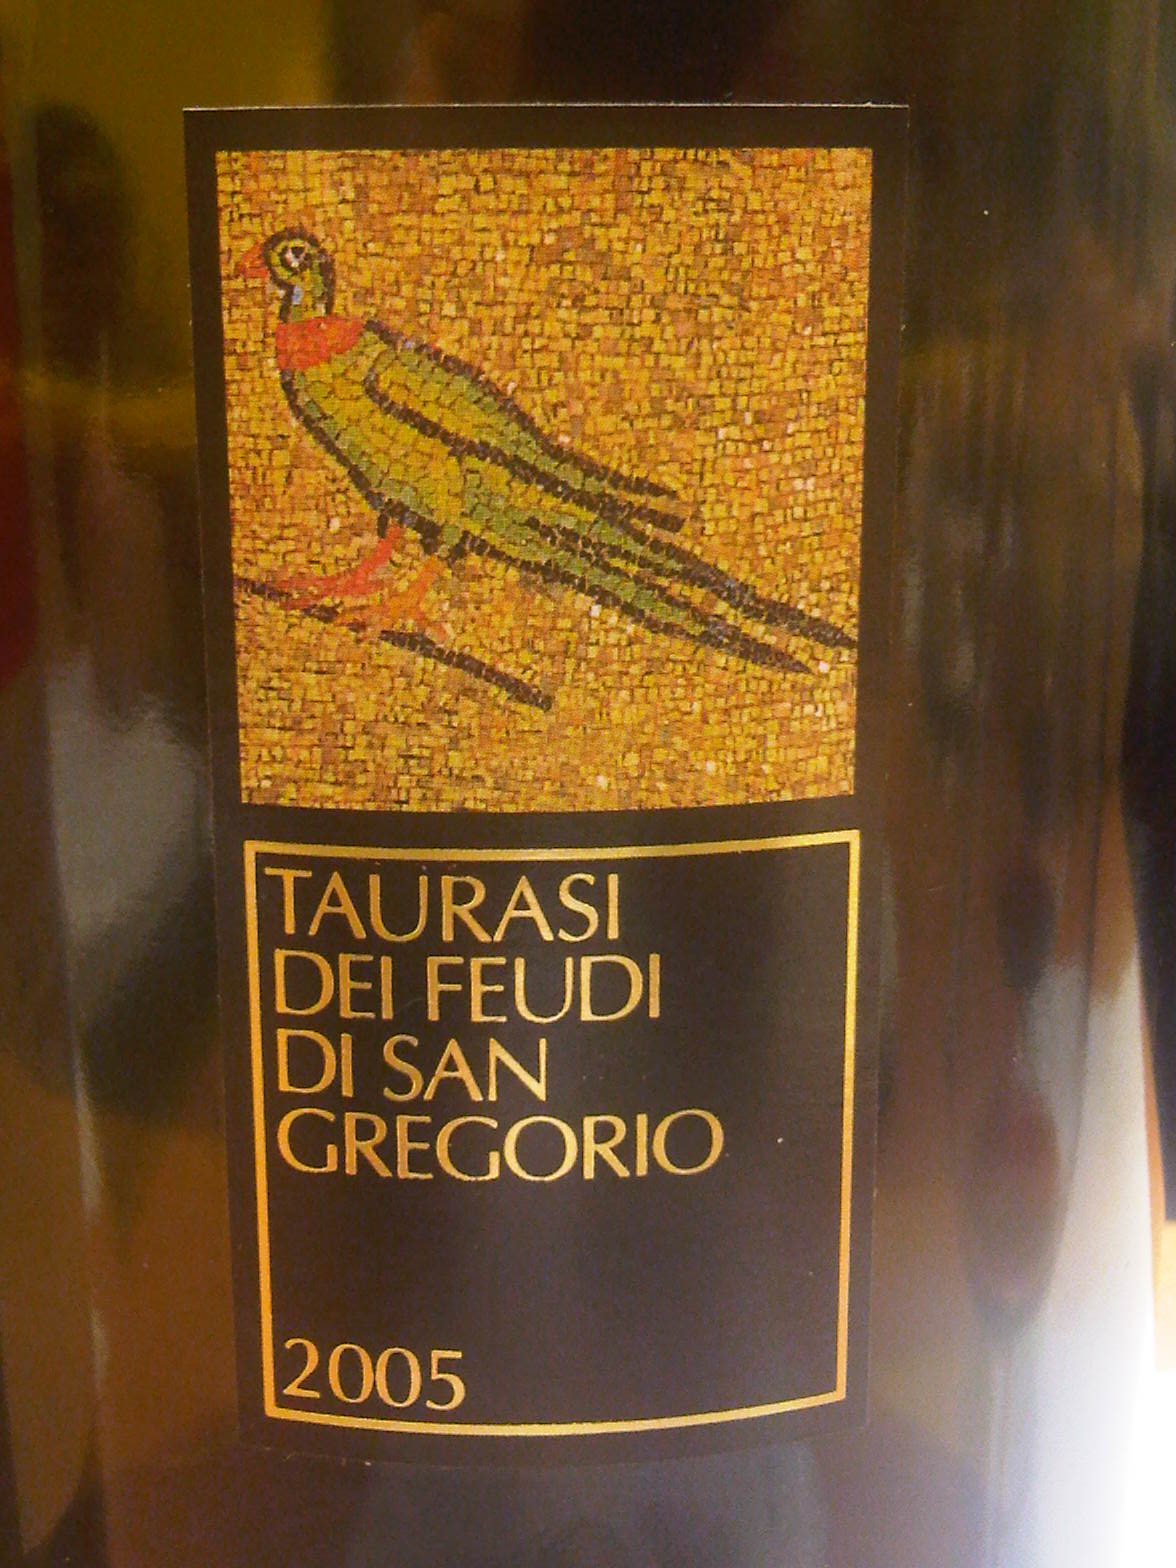 TAURASI
DEI FEUDI
DI SAN
GREGORIO
2005